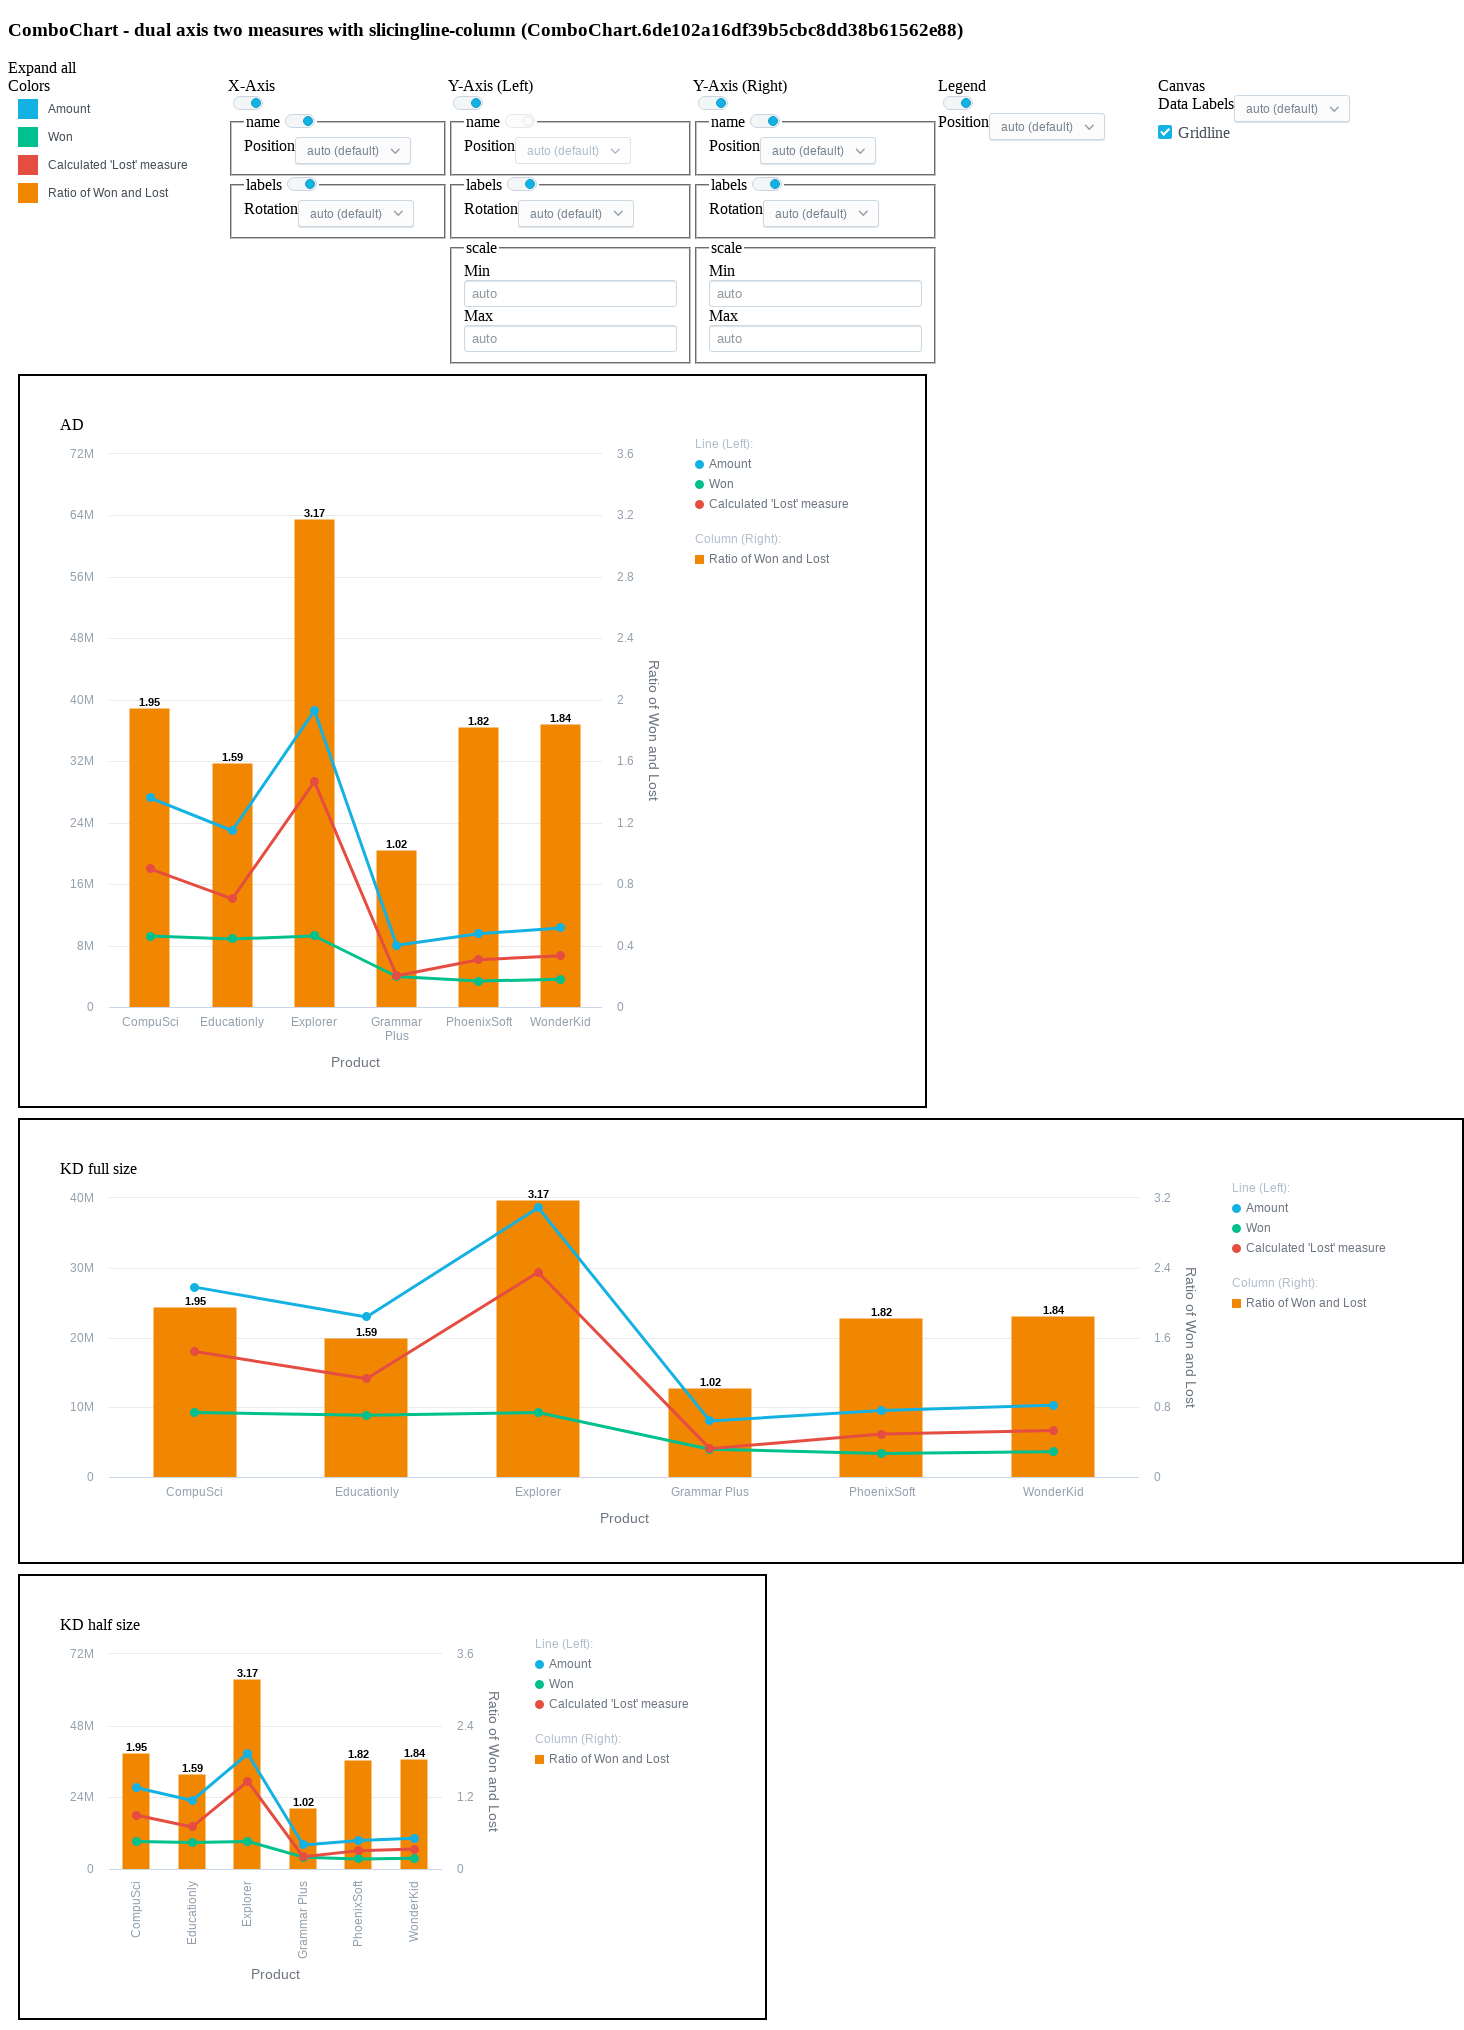 ComboChart - dual axis two measures with slicingline-column (ComboChart.6de102a16df39b5cbc8dd38b61562e88)
Expand all
Colors
Amount
Won
Calculated 'Lost' measure
Ratio of Won and Lost
X-Axis
name
Position auto (default)
labels
Rotation auto (default)
Y-Axis (Left)
name
Position auto (default)
labels
Rotation auto (default)
scale
Min
auto
Max
auto
Y-Axis (Right)
name
Position auto (default)
labels
Rotation auto (default)
scale
Min
auto
Max
auto
Legend
Position auto (default)
Canvas
Data Labels auto (default)
Gridline
AD
72M
64M
56M
48M
40M
32M
24M
16M
8M
0
1.95
1.59
3.17
1.02
1.82
1.84
3.6
3.2
2.8
2.4
2
1.6
1.2
0.8
0.4
0
Ratio of Won and Lost
CompuSci
Educationly
Explorer
Grammar
Plus
PhoenixSoft
WonderKid
Product
Line (Left):
Amount
Won
Calculated 'Lost' measure
Column (Right):
Ratio of Won and Lost
KD full size
40M
30M
20M
10M
0
1.95
1.59
3.17
1.02
1.82
1.84
3.2
2.4
1.6
0.8
0
Ratio of Won and Lost
CompuSci
Educationly
Explorer
Grammar Plus
PhoenixSoft
WonderKid
Product
Line (Left):
Amount
Won
Calculated 'Lost' measure
Column (Right):
Ratio of Won and Lost
KD half size
72M
48M
24M
0
1.95
1.59
3.17
1.02
1.82
1.84
3.6
2.4
1.2
0
Ratio of Won and Lost
CompuSci
Educationly
Explorer
Grammar Plus
PhoenixSoft
WonderKid
Product
Line (Left):
Amount
Won
Calculated 'Lost' measure
Column (Right):
Ratio of Won and Lost